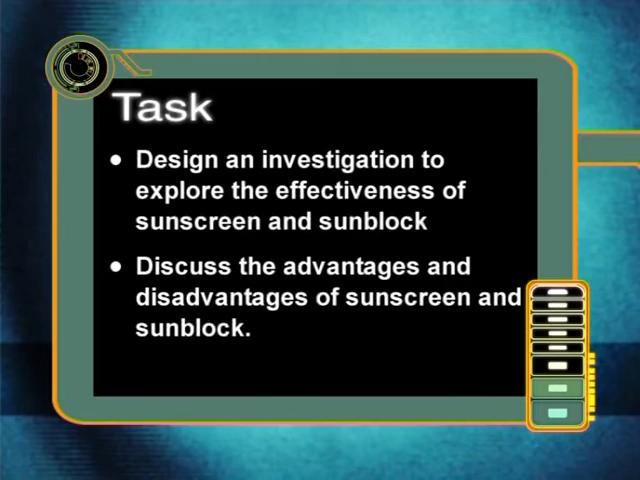 Task
• Design an investigation to
explore the effectiveness of
sunscreen and sunblock
• Discuss the advantages and
disadvantages of sunscreen and
sunblock.